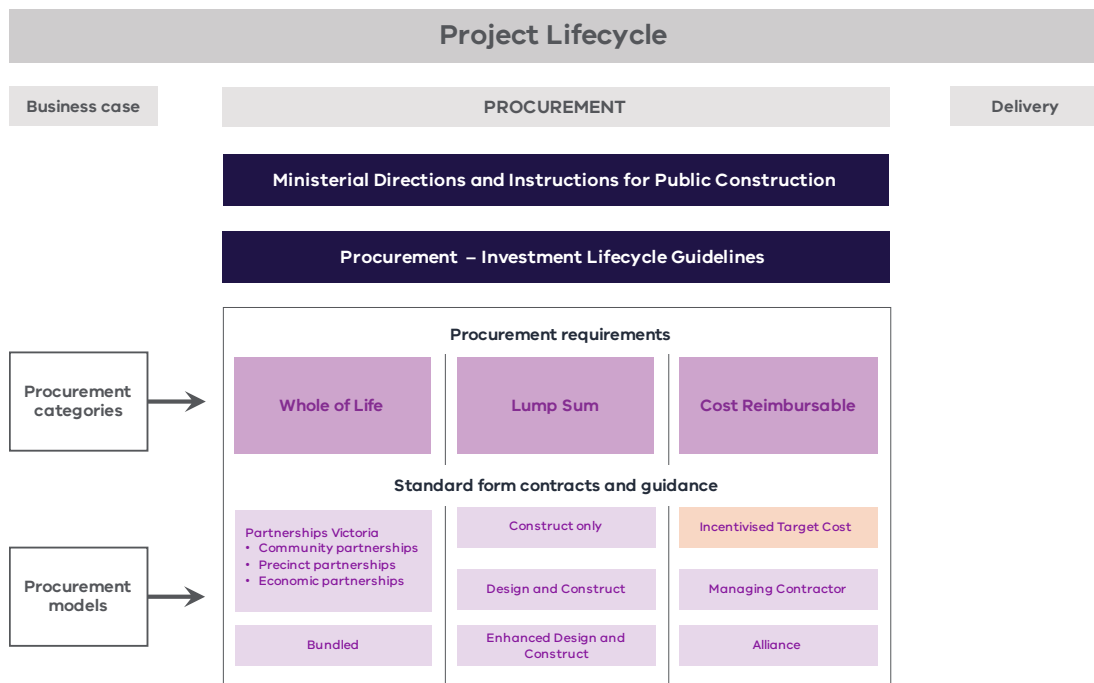 Project Lifecycle
Business case
PROCUREMENT
Delivery
Ministerial Directions and Instructions for Public Construction
Procurement – Investment Lifecycle Guidelines
Procurement requirements
Procurement
categories
Whole of Life
Lump Sum
Cost Reimbursable
Standard form contracts and guidance
Procurement
models
Partnerships Victoria
• Community partnerships
• Precinct partnerships
• Economic partnerships
Bundled
Construct only
Design and Construct
Enhanced Design and
Construct
Incentivised Target Cost
Managing Contractor
Alliance